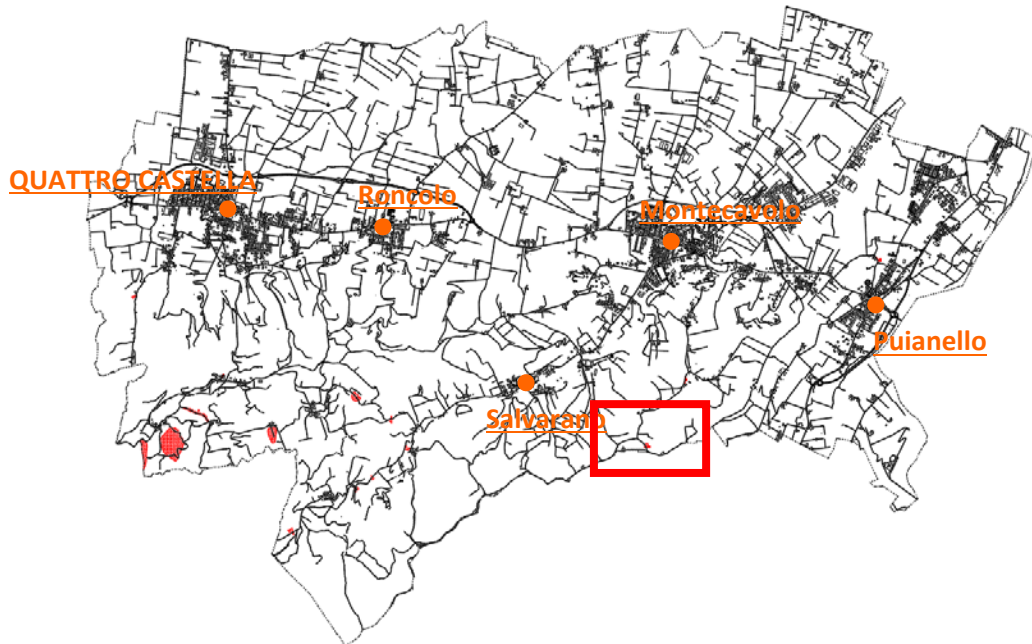 QUATTRO CASTELLA
Roncolo
Montecavolo
Puianello
Salvarano